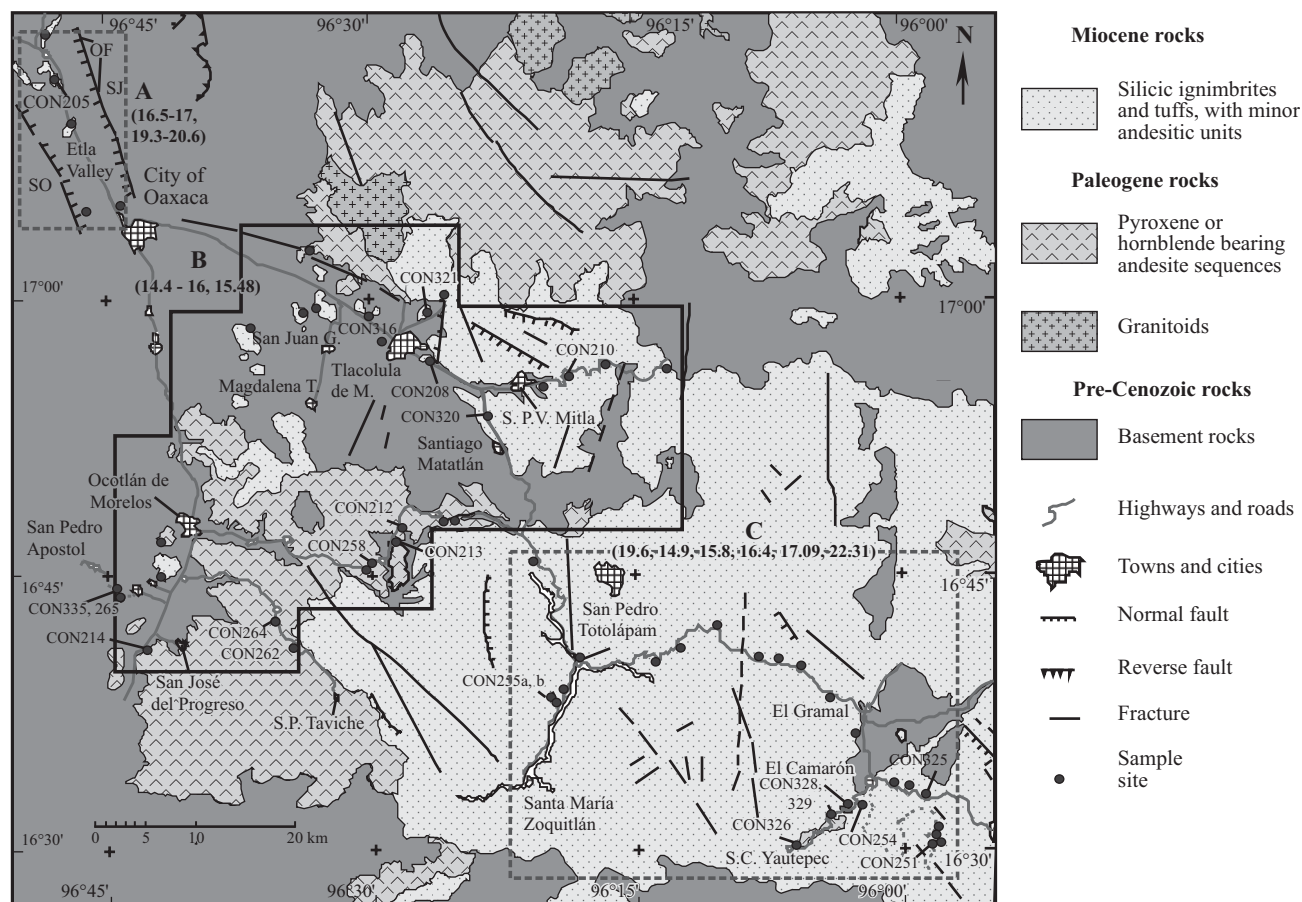 96°45'
96°30'
96°15'
96°00'
N
OF
SJ
A
(16.5-17,
19.3-20.6)
CON205
Etla
Valley
SO
City of
Oaxaca
B
(14.4 - 16, 15.48)
17°00'
17°00'
CON321
CON316
San Juan G.
CON210
Tlacolula
de M.
Magdalena T.
CON208
CON320
S. P.V. Mitla
Santiago
Matatlán
Ocotlán de
Morelos
San Pedro
Apostol
CON212
CON213
CON258
C
(19.6, 14.9, 15.8, 16.4, 17.09, 22.31)
16°45'
16°45'
CON335, 265
San Pedro
Totolápam
CON214
CON264
CON262
San José
del Progreso
S.P. Taviche
CON255a, b
El Gramal
El Camarón
CON328,
329
CON325
CON326
CON254
Santa María
Zoquitlán
S.C. Yautepec
CON251
0 5 10 20 km
16°30'
16°30'
96°45'
96°30'
96°15'
96°00'
Miocene rocks
Silicic ignimbrites
and tuffs, with minor
andesitic units
Paleogene rocks
Pyroxene or
hornblende bearing
andesite sequences
Granitoids
Pre-Cenozoic rocks
Basement rocks
Highways and roads
Towns and cities
Normal fault
Reverse fault
Fracture
Sample
site